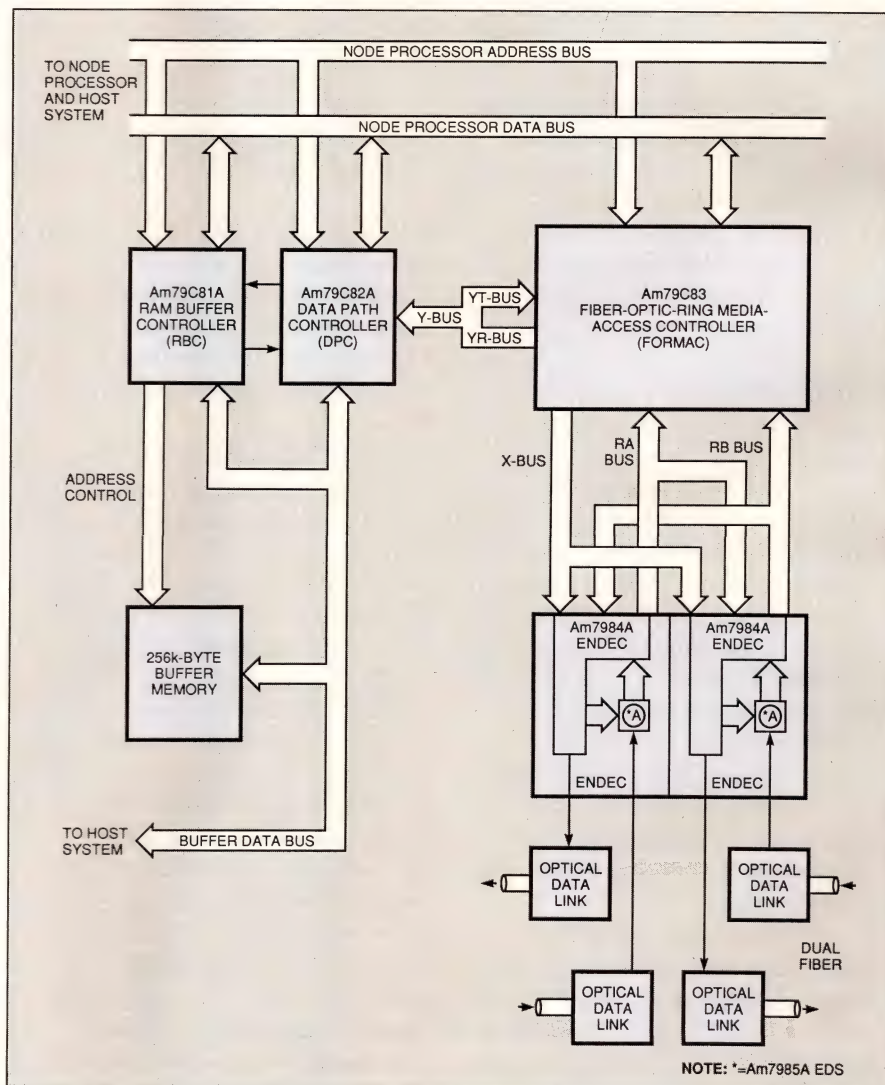 NODE PROCESSOR ADDRESS BUS
TO NODE
PROCESSOR
AND HOST
SYSTEM
NODE PROCESSOR DATA BUS
Am79C81A
RAM BUFFER
CONTROLLER
(RBC)
Am79C82A
DATA PATH
CONTROLLER
(DPC)
Y-BUS
YT-BUS
YR-BUS
Am79C83
FIBER-OPTIC-RING MEDIA-
ACCESS CONTROLLER
(FORMAC)
X-BUS
RA
BUS
RB BUS
ADDRESS
CONTROL
256k-BYTE
BUFFER
MEMORY
Am7984A
ENDEC
Am7984A
ENDEC
*A
*A
ENDEC
ENDEC
TO HOST
SYSTEM
BUFFER DATA BUS
OPTICAL
DATA
LINK
OPTICAL
DATA
LINK
DUAL
FIBER
OPTICAL
DATA
LINK
OPTICAL
DATA
LINK
NOTE: *=Am7985A EDS